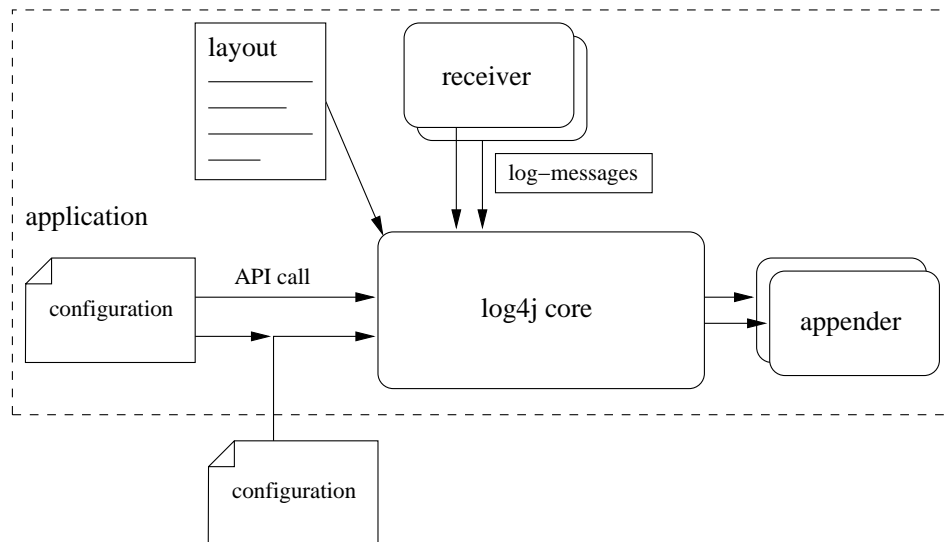 layout
receiver
log−messages
application
API call
configuration
log4j core
appender
configuration